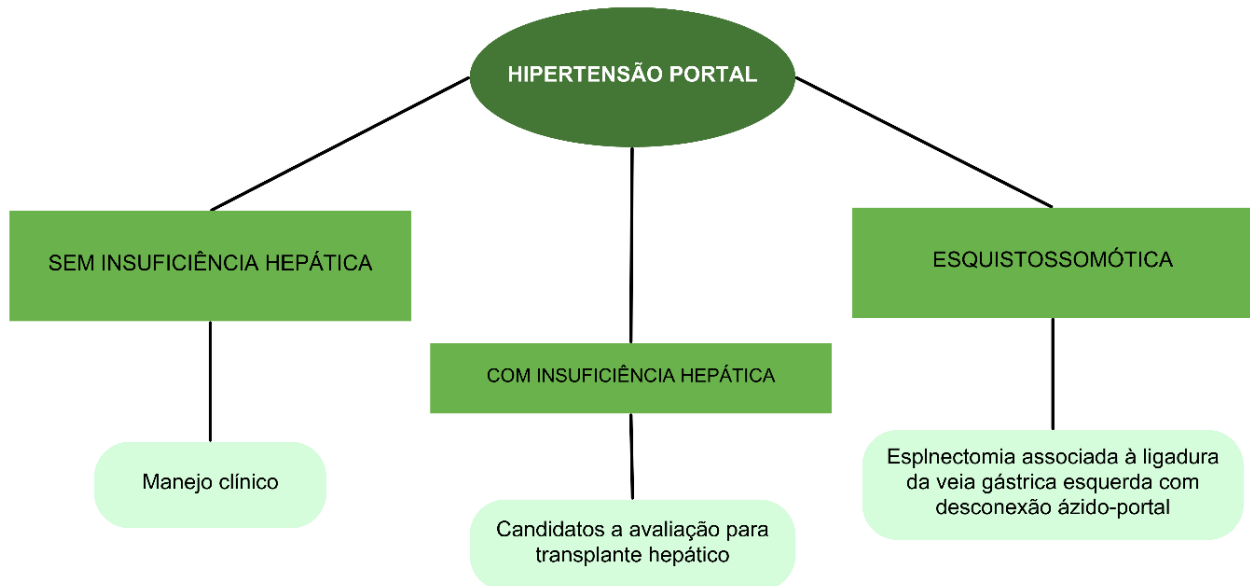 HIPERTENSÃO PORTAL
SEM INSUFICIÊNCIA HEPÁTICA
ESQUISTOSSOMÓTICA
COM INSUFICIÊNCIA HEPÁTICA
Manejo clínico
Esplnectomia associada à ligadura
da veia gástrica esquerda com
desconexão ázido-portal
Candidatos a avaliação para
transplante hepático